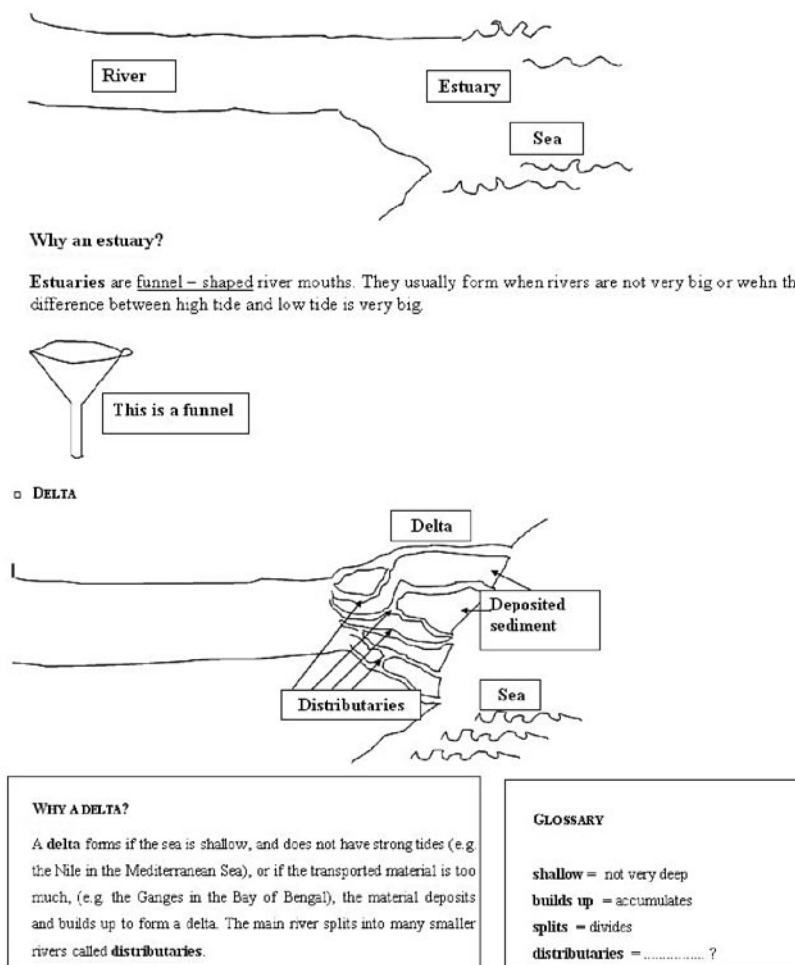 River
Estuary
Sea
Why an estuary?
Estuaries are funnel – shaped river mouths. They usually form when rivers are not very big or wehn th
difference between high tide and low tide is very big.
This is a funnel
DELTA
Delta
Deposited
sediment
Distributaries
Sea
WHY A DELTA?
A delta forms if the sea is shallow, and does not have strong tides (e.g.
the Nile in the Mediterranean Sea), or if the transported material is too
much, (e.g. the Ganges in the Bay of Bengal), the material deposits
and builds up to form a delta. The main river splits into many smaller
rivers called distributaries.
GLOSSARY
shallow = not very deep
builds up = accumulates
splits = divides
distributaries = ................ ?